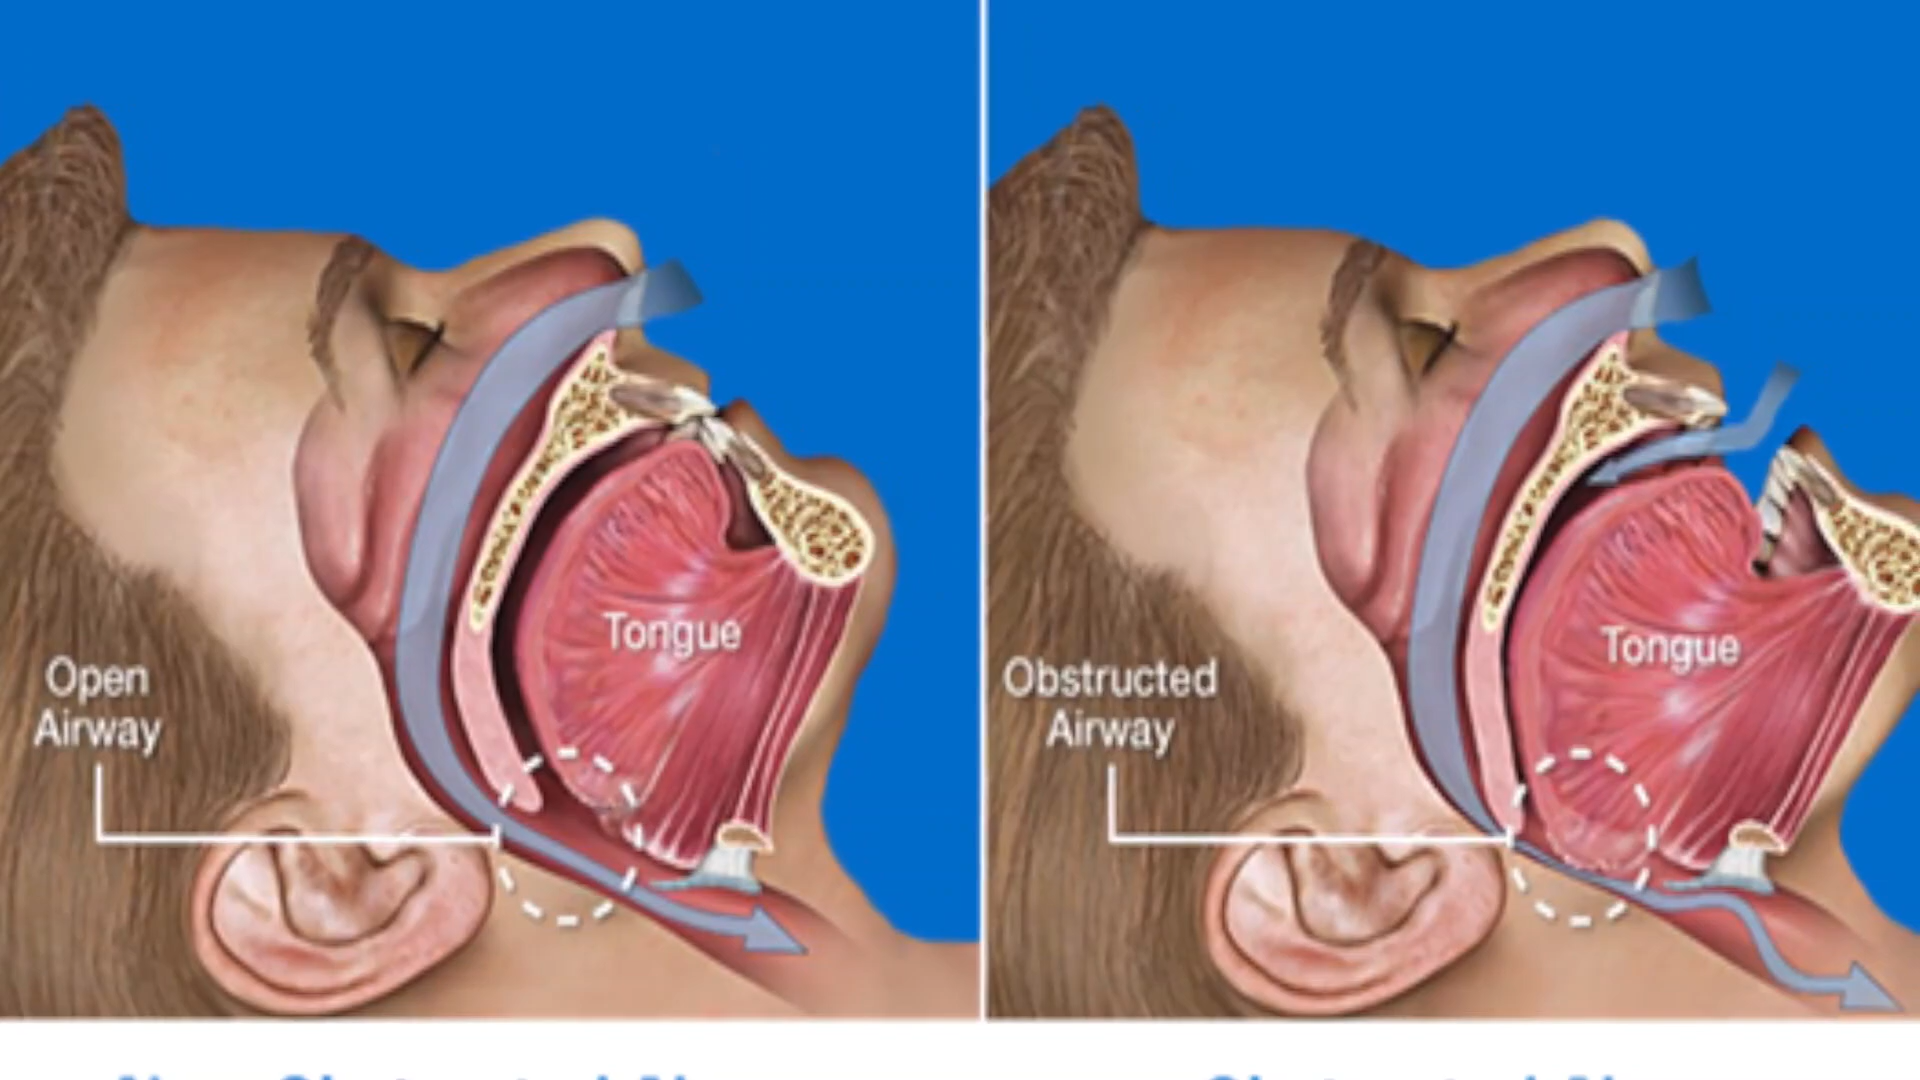 Open
Airway
Tongue
Obstructed
Airway
Tongue